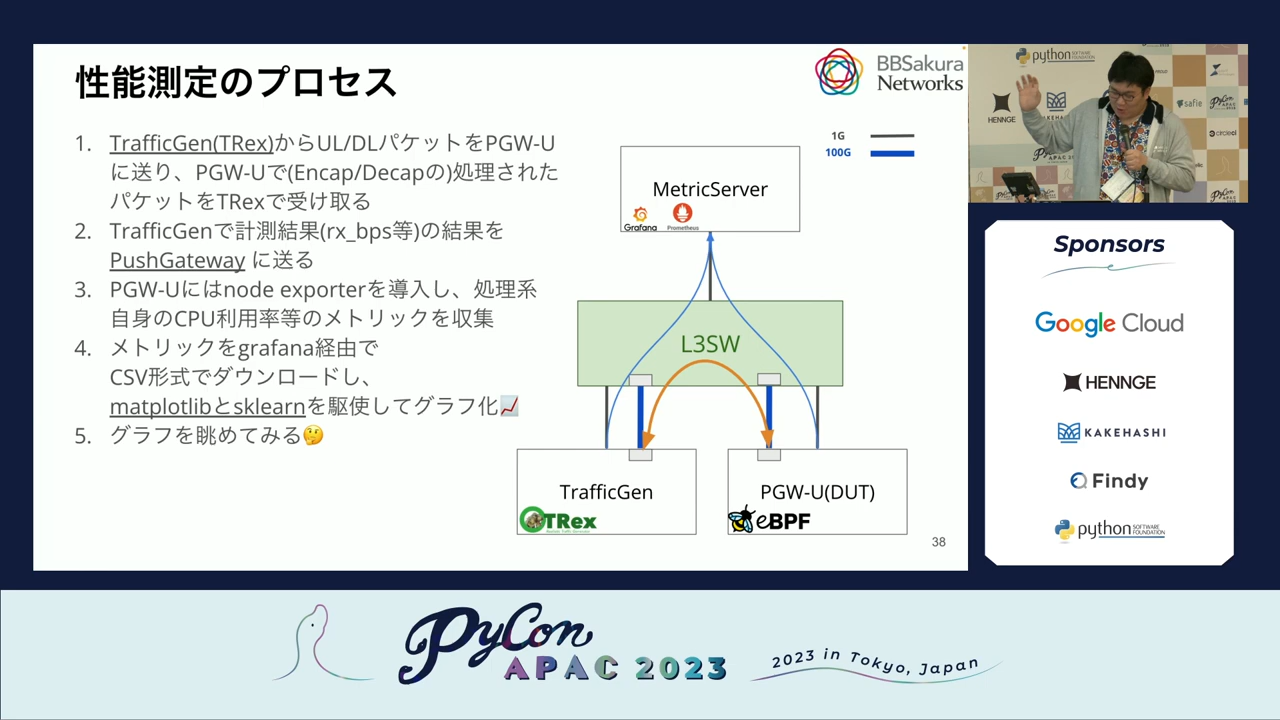 性能測定のプロセス
BBSakura
Networks
1. TrafficGen(TRex)からUL/DLパケットをPGW-U
に送り、PGW-Uで(Encap/Decapの)処理された
パケットをTRexで受け取る
2. TrafficGenで計測結果(rx_bps等)の結果を
PushGateway に送る
3. PGW-Uにはnode exporterを導入し、処理系
自身のCPU利用率等のメトリックを収集
4. メトリックをgrafana経由で
CSV形式でダウンロードし、
matplotlibとsklearnを駆使してグラフ化📈
5. グラフを眺めてみる🤔
1G
100G
MetricServer
Grafana
Prometheus
L3SW
TrafficGen
TRex
PGW-U(DUT)
eBPF
38
python
HENNGE
safie
Sponsors
Google Cloud
HENNGE
KAKEHASHI
Findy
python SOFTWARE FOUNDATION
PyCon
APAC 2023
2023 in Tokyo, Japan